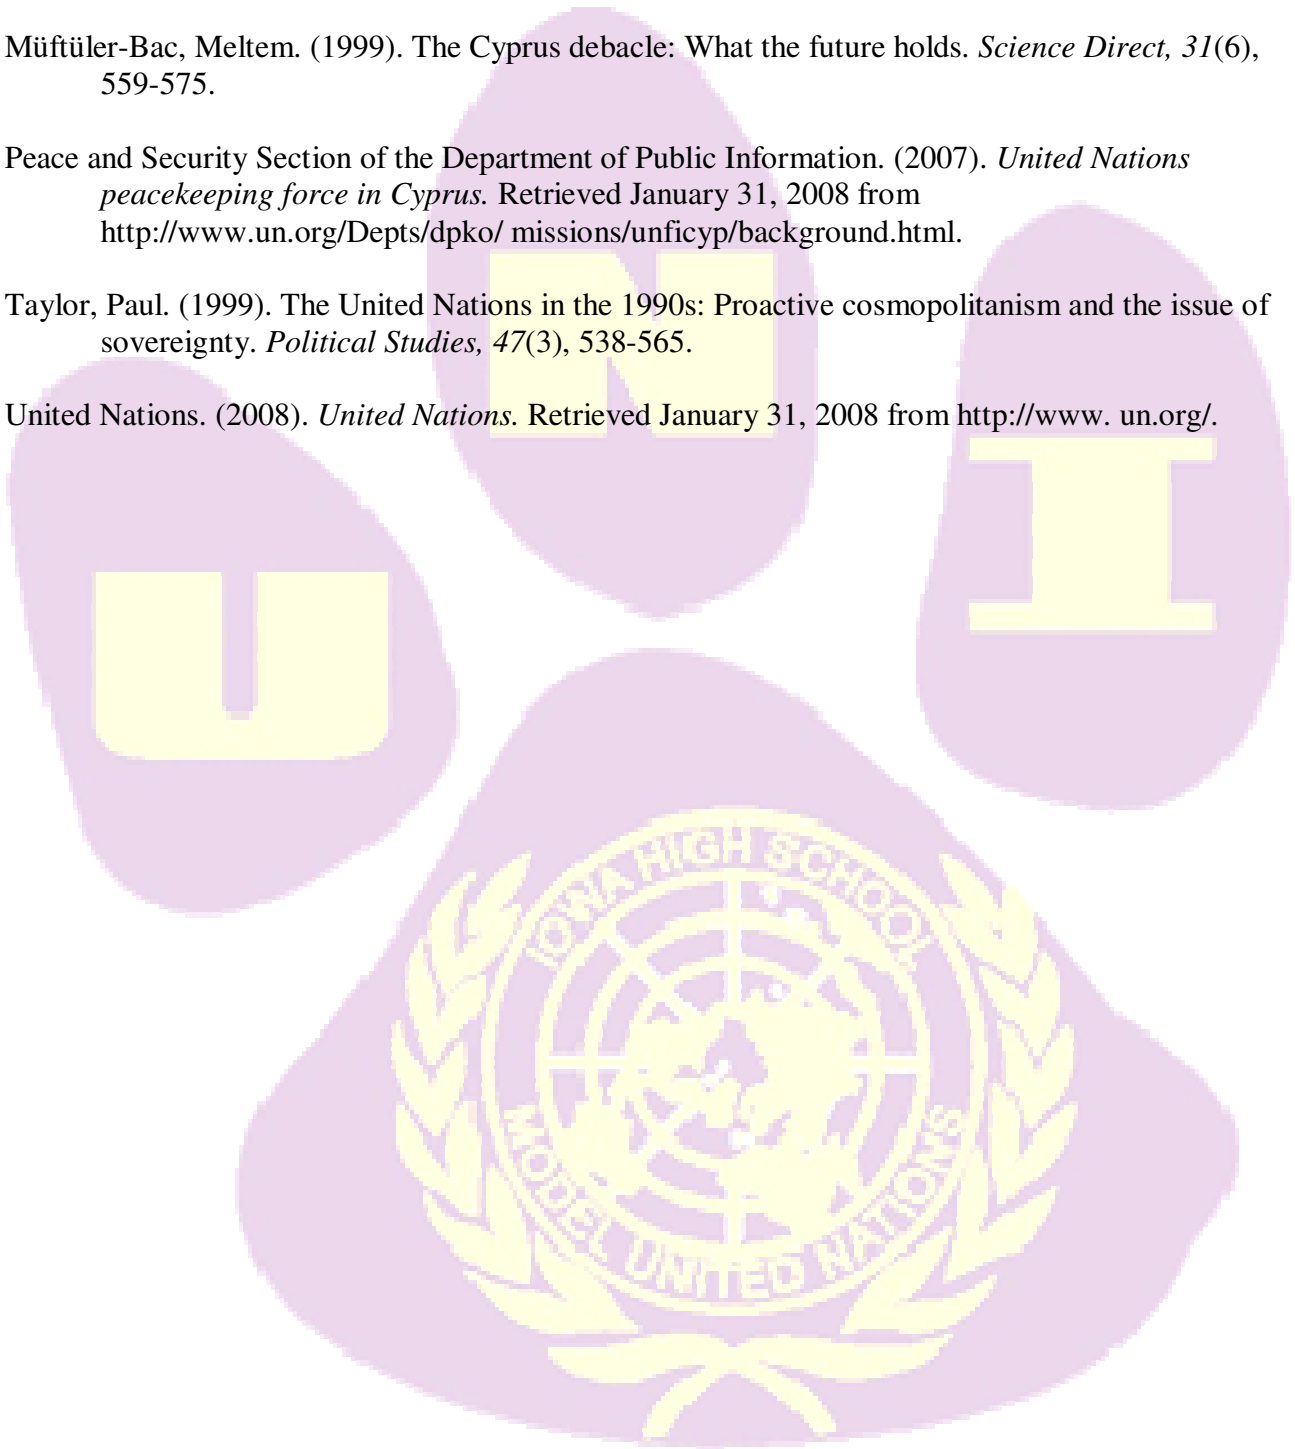 Müftüler-Bac, Meltem. (1999). The Cyprus debacle: What the future holds. Science Direct, 31(6),
559-575.
Peace and Security Section of the Department of Public Information. (2007). United Nations
peacekeeping force in Cyprus. Retrieved January 31, 2008 from
http://www.un.org/Depts/dpko/ missions/unficyp/background.html.
Taylor, Paul. (1999). The United Nations in the 1990s: Proactive cosmopolitanism and the issue of
sovereignty. Political Studies, 47(3), 538-565.
United Nations. (2008). United Nations. Retrieved January 31, 2008 from http://www. un.org/.
U N I
IOWA HIGH SCHOOL
MODEL UNITED NATIONS